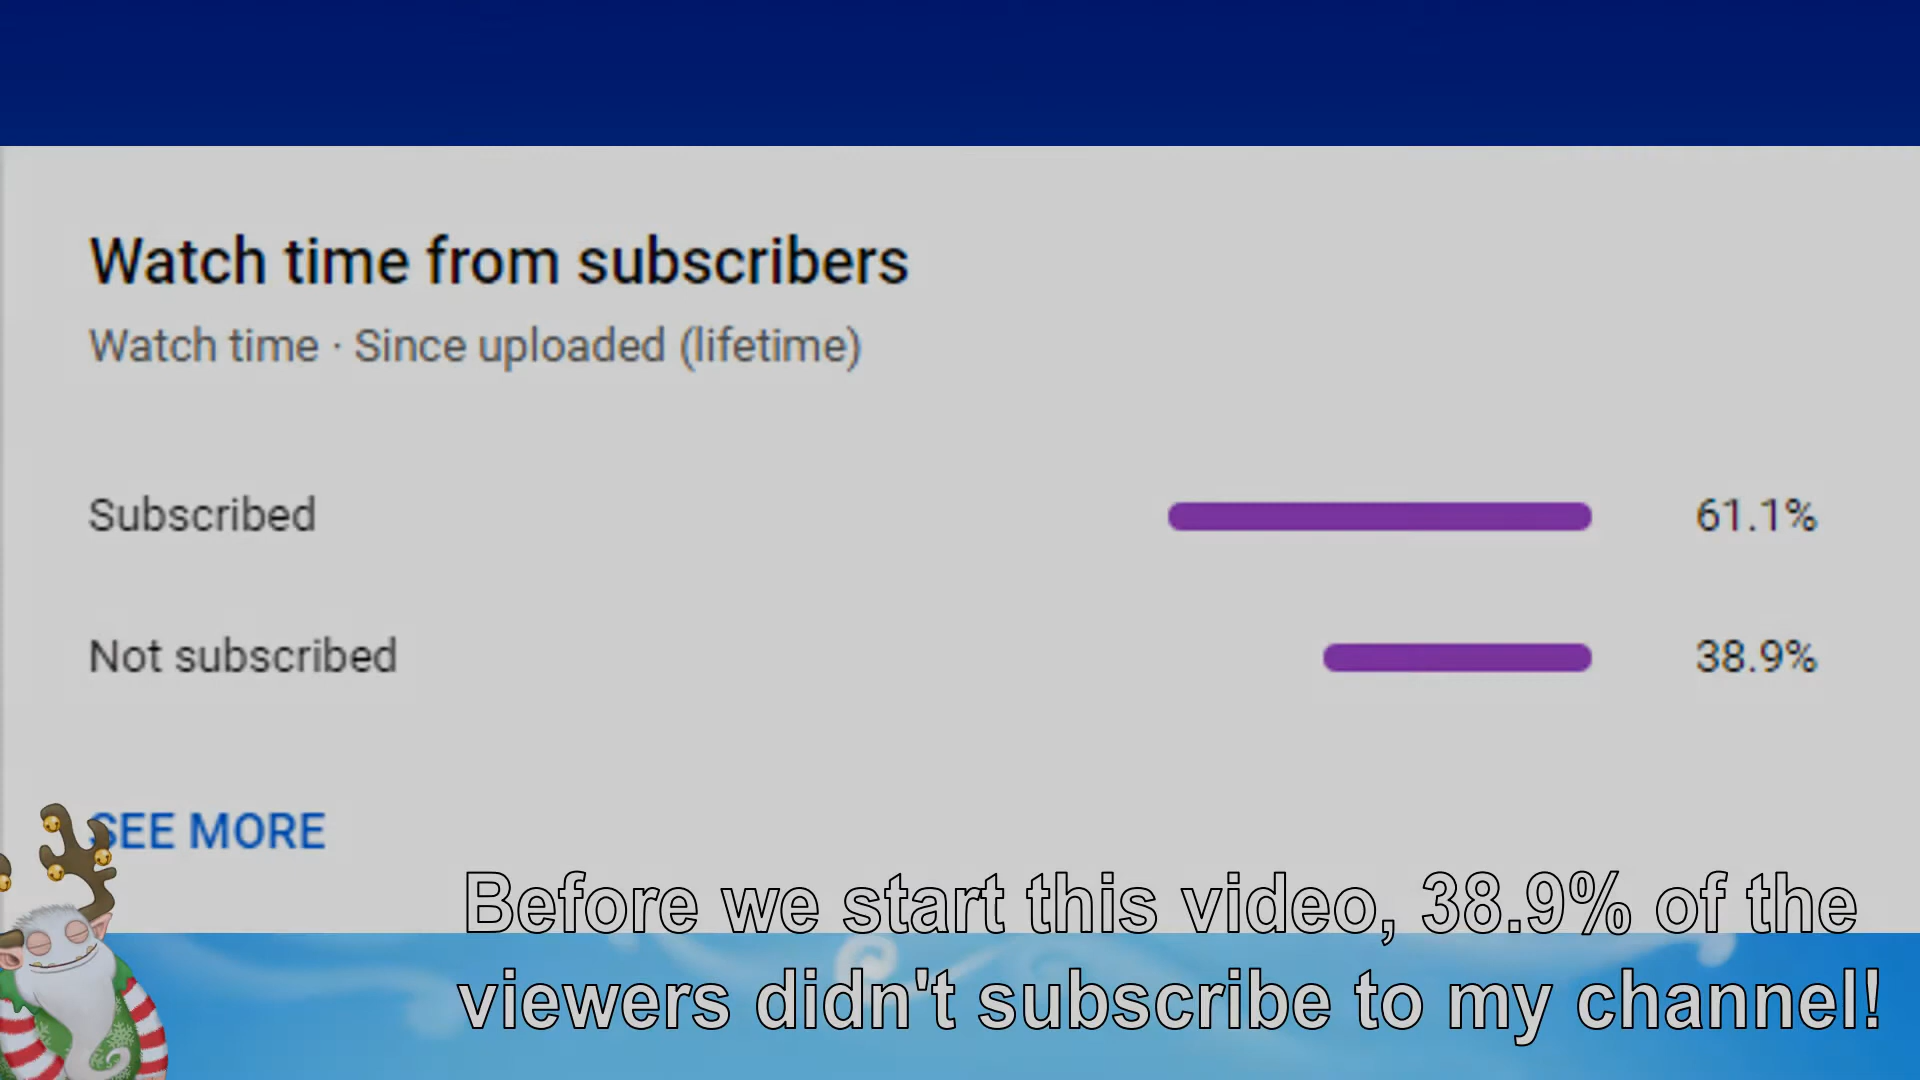 Watch time from subscribers
Watch time · Since uploaded (lifetime)
Subscribed 61.1%
Not subscribed 38.9%
SEE MORE
Before we start this video, 38.9% of the
viewers didn't subscribe to my channel!